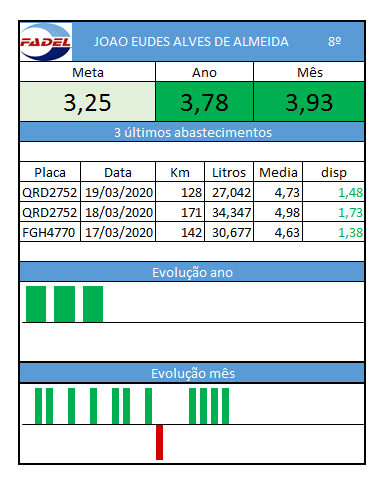 FADEL JOAO EUDES ALVES DE ALMEIDA 8º
Meta Ano Mês
3,25 3,78 3,93
3 últimos abastecimentos
Placa Data Km Litros Media disp
QRD2752 19/03/2020 128 27,042 4,73 1,48
QRD2752 18/03/2020 171 34,347 4,98 1,73
FGH4770 17/03/2020 142 30,677 4,63 1,38
Evolução ano
Evolução mês